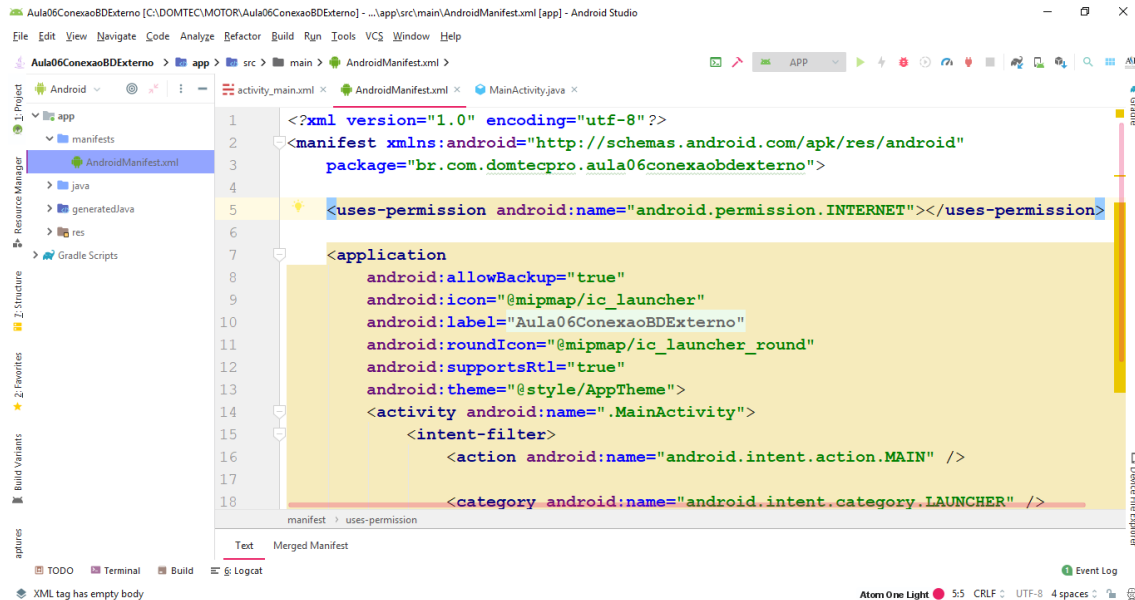 Aula06ConexaoBDExterno [C:\DOMTEC\MOTOR\Aula06ConexaoBDExterno] - ...\app\src\main\AndroidManifest.xml [app] - Android Studio
File Edit View Navigate Code Analyze Refactor Build Run Tools VCS Window Help
Aula06ConexaoBDExterno app src main AndroidManifest.xml
APP
Android
activity_main.xml AndroidManifest.xml MainActivity.java
1: Project
Resource Manager
7: Structure
2: Favorites
Build Variants
app
manifests
AndroidManifest.xml
java
generatedJava
res
Gradle Scripts
1 <?xml version="1.0" encoding="utf-8"?>
2 <manifest xmlns:android="http://schemas.android.com/apk/res/android"
3 package="br.com.domtecpro.aula06conexaobdexterno">
4
5 <uses-permission android:name="android.permission.INTERNET"></uses-permission>
6
7 <application
8 android:allowBackup="true"
9 android:icon="@mipmap/ic_launcher"
10 android:label="Aula06ConexaoBDExterno"
11 android:roundIcon="@mipmap/ic_launcher_round"
12 android:supportsRtl="true"
13 android:theme="@style/AppTheme">
14 <activity android:name=".MainActivity">
15 <intent-filter>
16 <action android:name="android.intent.action.MAIN" />
17
18 <category android:name="android.intent.category.LAUNCHER" />
manifest uses-permission
Text Merged Manifest
Gradle
Device File Explorer
TODO Terminal Build 6: Logcat
1 Event Log
XML tag has empty body
Atom One Light 5:5 CRLF UTF-8 4 spaces